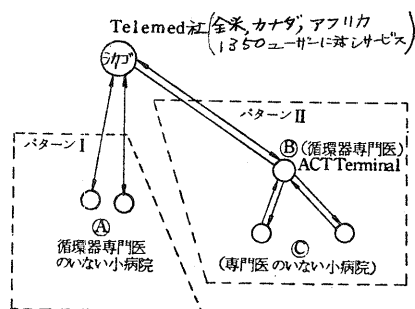 Telemed社(全米,カナダ,アフリカ
1350ユーザーに対しサービス)
シカゴ
パターンI
パターンII
Ⓑ(循環器専門医)
ACT Terminal
Ⓐ
循環器専門医
のいない小病院
Ⓒ
(専門医のいない小病院)